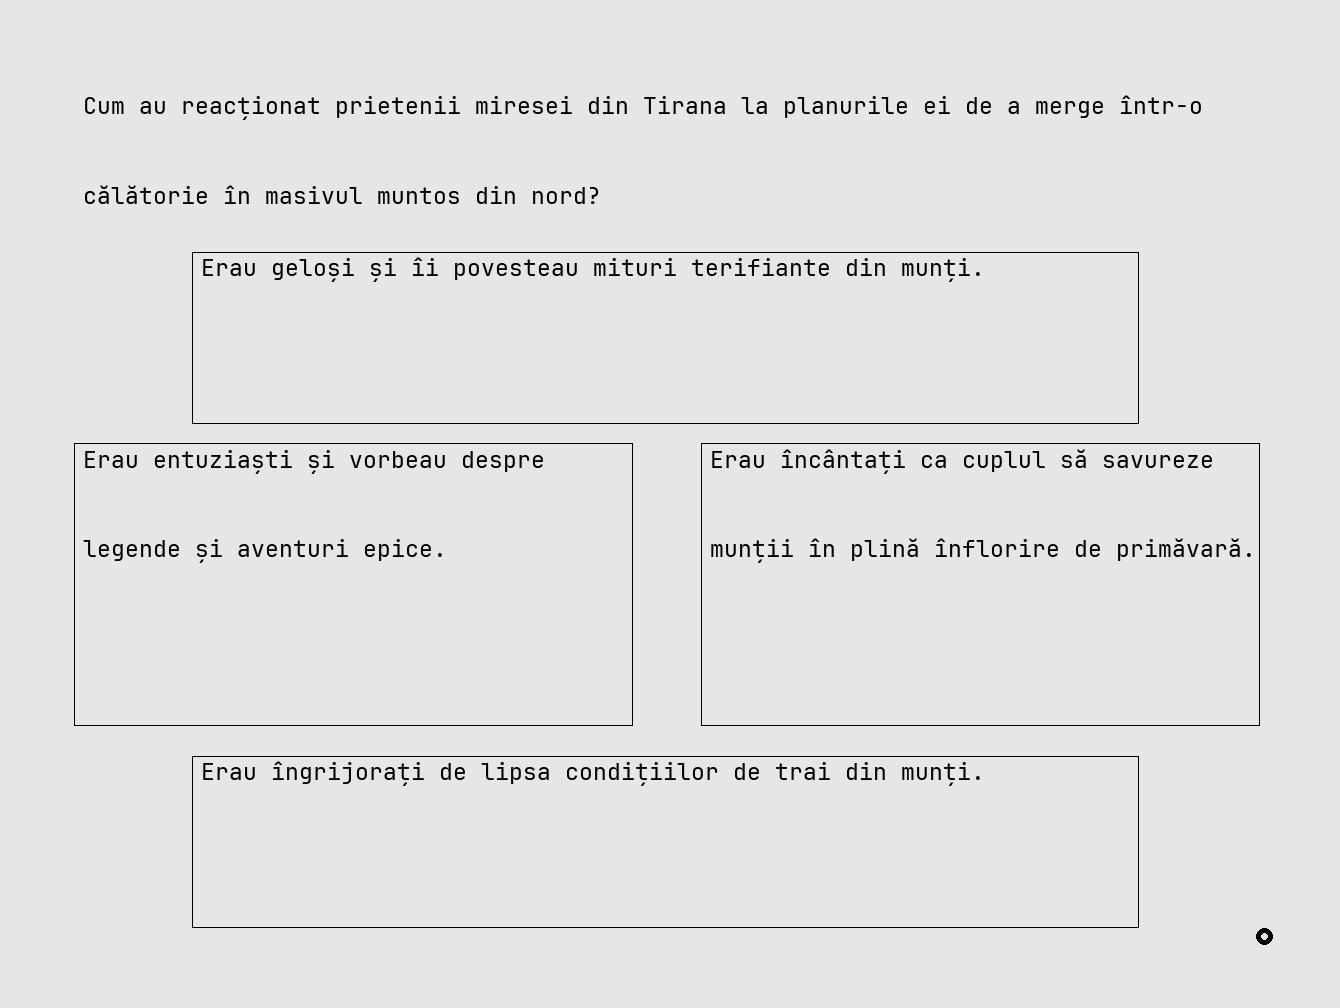 Cum au reacționat prietenii miresei din Tirana la planurile ei de a merge într-o
călătorie în masivul muntos din nord?
Erau geloși și îi povesteau mituri terifiante din munți.
Erau entuziaști și vorbeau despre
legende și aventuri epice.
Erau încântați ca cuplul să savureze
munții în plină înflorire de primăvară.
Erau îngrijorați de lipsa condițiilor de trai din munți.